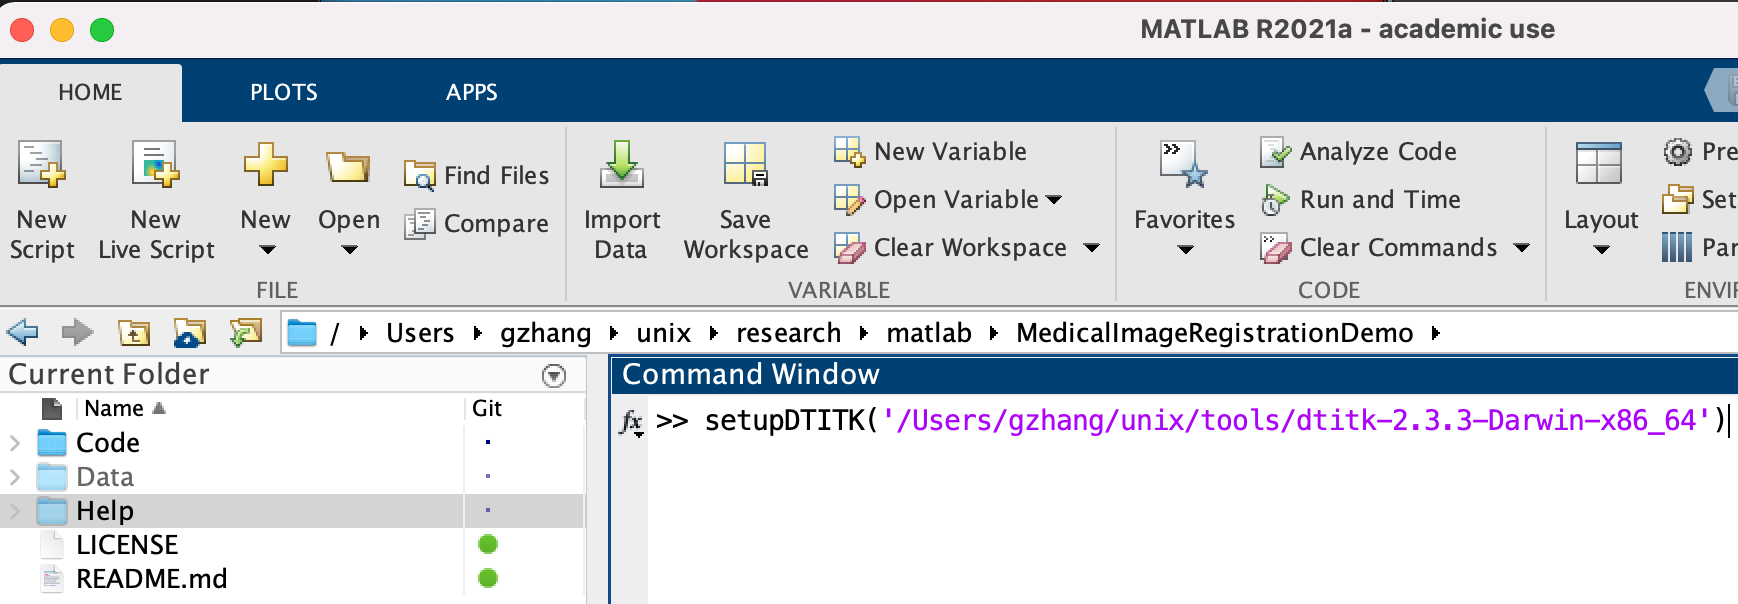 MATLAB R2021a - academic use
HOME PLOTS APPS
New Script
New Live Script
New
Open
Find Files
Compare
FILE
Import Data
Save Workspace
New Variable
Open Variable
Clear Workspace
VARIABLE
Favorites
Analyze Code
Run and Time
Clear Commands
CODE
Layout
Pre
Set
Par
ENVIR
/ Users gzhang unix research matlab MedicalImageRegistrationDemo
Current Folder
Name Git
Code
Data
Help
LICENSE
README.md
Command Window
fx >> setupDTITK('/Users/gzhang/unix/tools/dtitk-2.3.3-Darwin-x86_64')